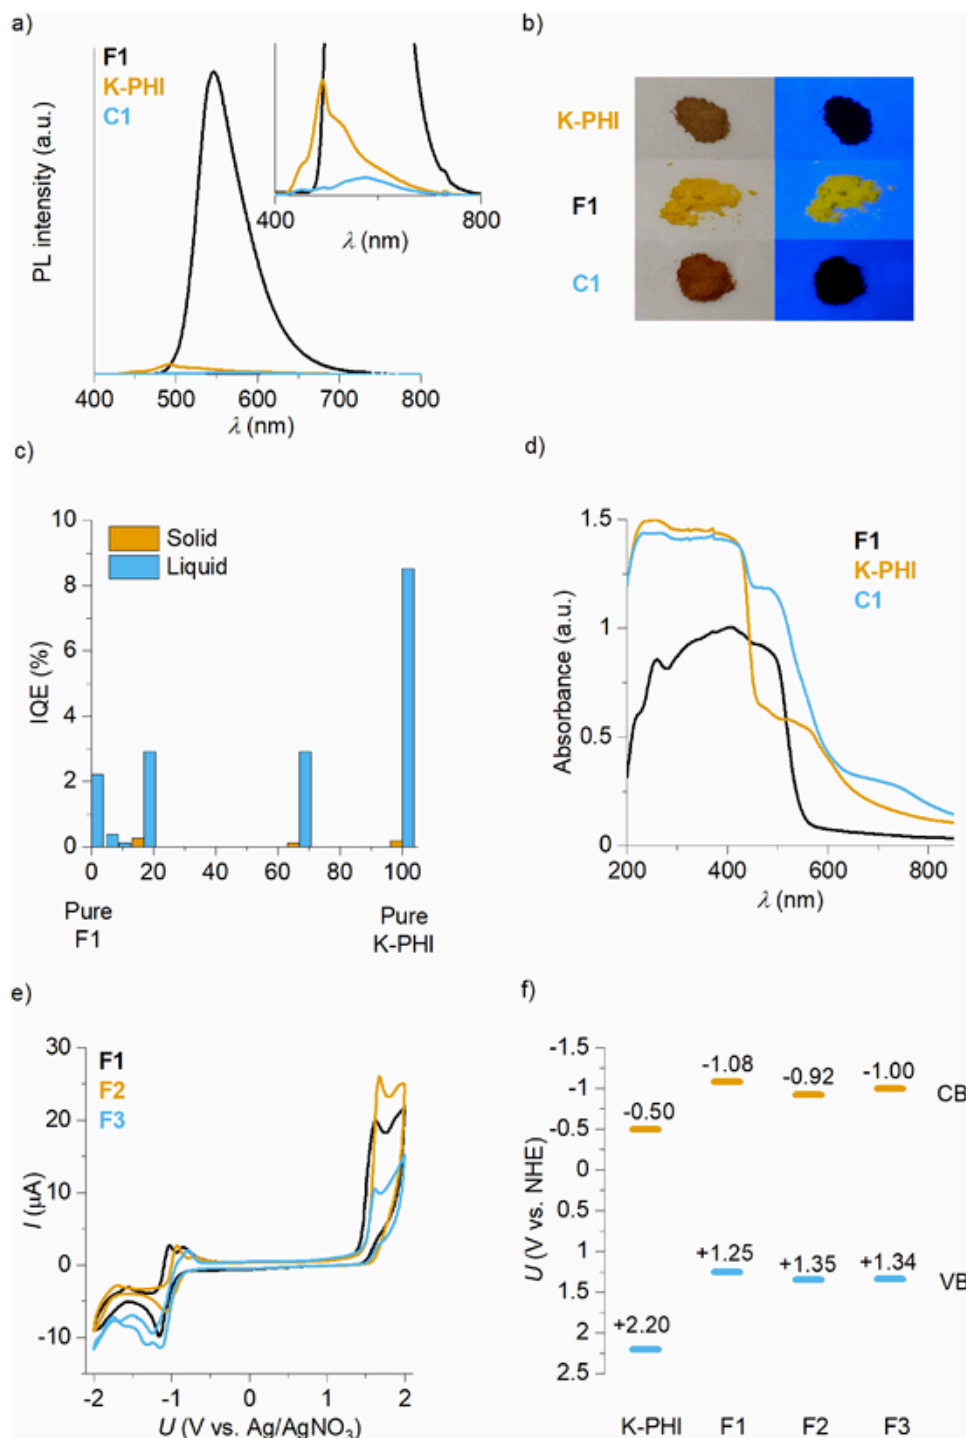 a)
F1
K-PHI
C1
PL intensity (a.u.)
400 500 600 700 800
λ (nm)
400 800
λ (nm)
b)
K-PHI
F1
C1
c)
Solid
Liquid
IQE (%)
10
8
6
4
2
0
0 20 40 60 80 100
Pure F1
Pure K-PHI
d)
F1
K-PHI
C1
Absorbance (a.u.)
1.5
1
0.5
0
200 400 600 800
λ (nm)
e)
F1
F2
F3
I (µA)
30
20
10
0
-10
-2 -1 0 1 2
U (V vs. Ag/AgNO₃)
f)
U (V vs. NHE)
-1.5
-1
-0.5
0
0.5
1
1.5
2
2.5
-0.50 -1.08 -0.92 -1.00
CB
+2.20 +1.25 +1.35 +1.34
VB
K-PHI F1 F2 F3